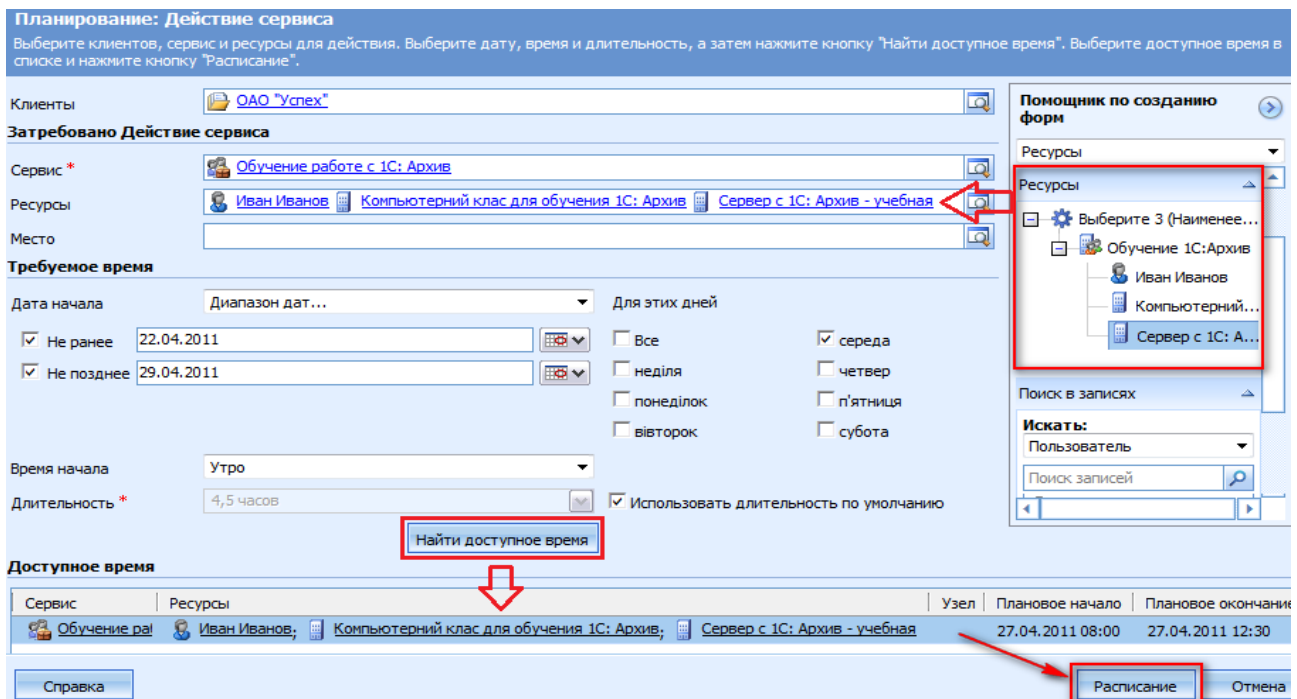 Планирование: Действие сервиса
Выберите клиентов, сервис и ресурсы для действия. Выберите дату, время и длительность, а затем нажмите кнопку "Найти доступное время". Выберите доступное время в
списке и нажмите кнопку "Расписание".
Клиенты
ОАО "Успех"
Затребовано Действие сервиса
Сервис *
Обучение работе с 1С: Архив
Ресурсы
Иван Иванов Компьютерний клас для обучения 1С: Архив Сервер с 1С: Архив - учебная
Место
Требуемое время
Дата начала
Диапазон дат...
Для этих дней
Не ранее 22.04.2011
Все
середа
Не позднее 29.04.2011
неділя
четвер
понеділок
п'ятниця
вівторок
субота
Время начала
Утро
Длительность *
4,5 часов
Использовать длительность по умолчанию
Найти доступное время
Помощник по созданию
форм
Ресурсы
Ресурсы
Выберите 3 (Наименее...
Обучение 1С:Архив
Иван Иванов
Компьютерний...
Сервер с 1С: А...
Поиск в записях
Искать:
Пользователь
Поиск записей
Доступное время
Сервис Ресурсы Узел Плановое начало Плановое окончание
Обучение раб Иван Иванов; Компьютерний клас для обучения 1С: Архив; Сервер с 1С: Архив - учебная 27.04.2011 08:00 27.04.2011 12:30
Справка
Расписание
Отмена